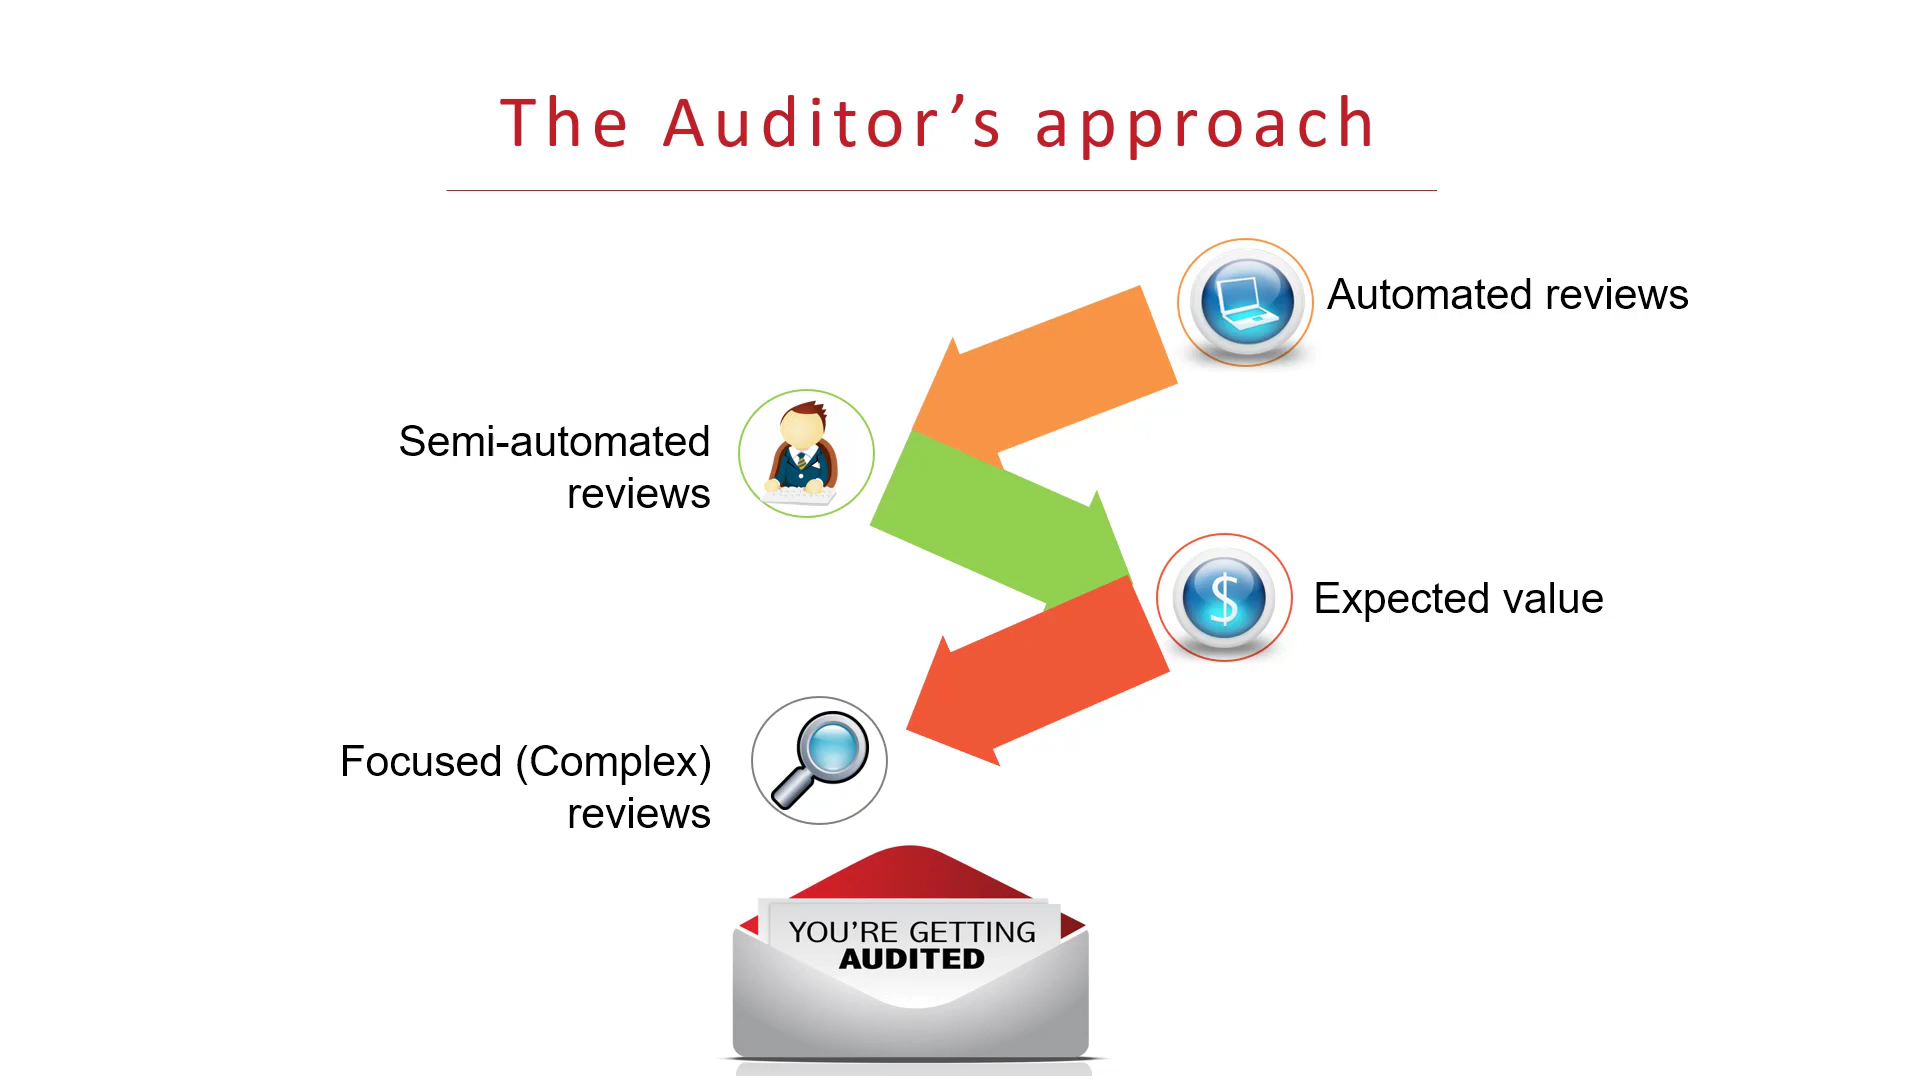 The Auditor’s approach
Automated reviews
Semi-automated
reviews
$
Expected value
Focused (Complex)
reviews
YOU’RE GETTING
AUDITED